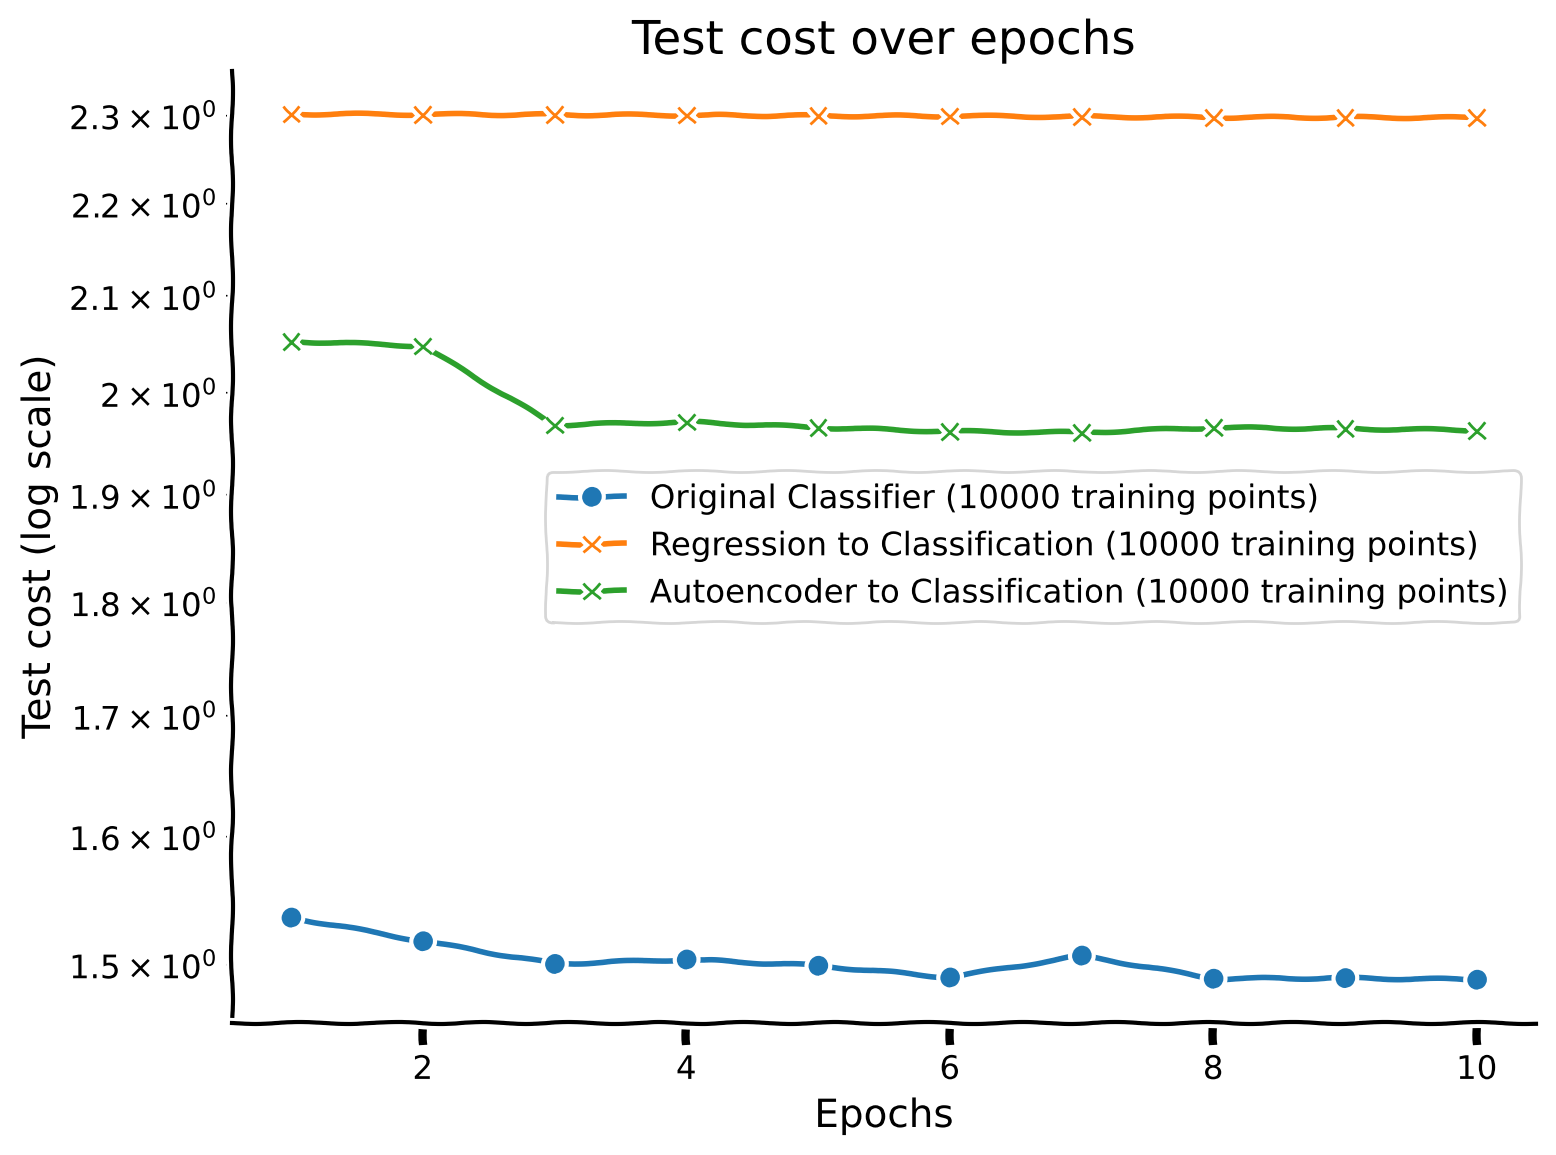 Test cost over epochs
Test cost (log scale)
2.3 × 10⁰
2.2 × 10⁰
2.1 × 10⁰
2 × 10⁰
1.9 × 10⁰
1.8 × 10⁰
1.7 × 10⁰
1.6 × 10⁰
1.5 × 10⁰
Original Classifier (10000 training points)
Regression to Classification (10000 training points)
Autoencoder to Classification (10000 training points)
2 4 6 8 10
Epochs